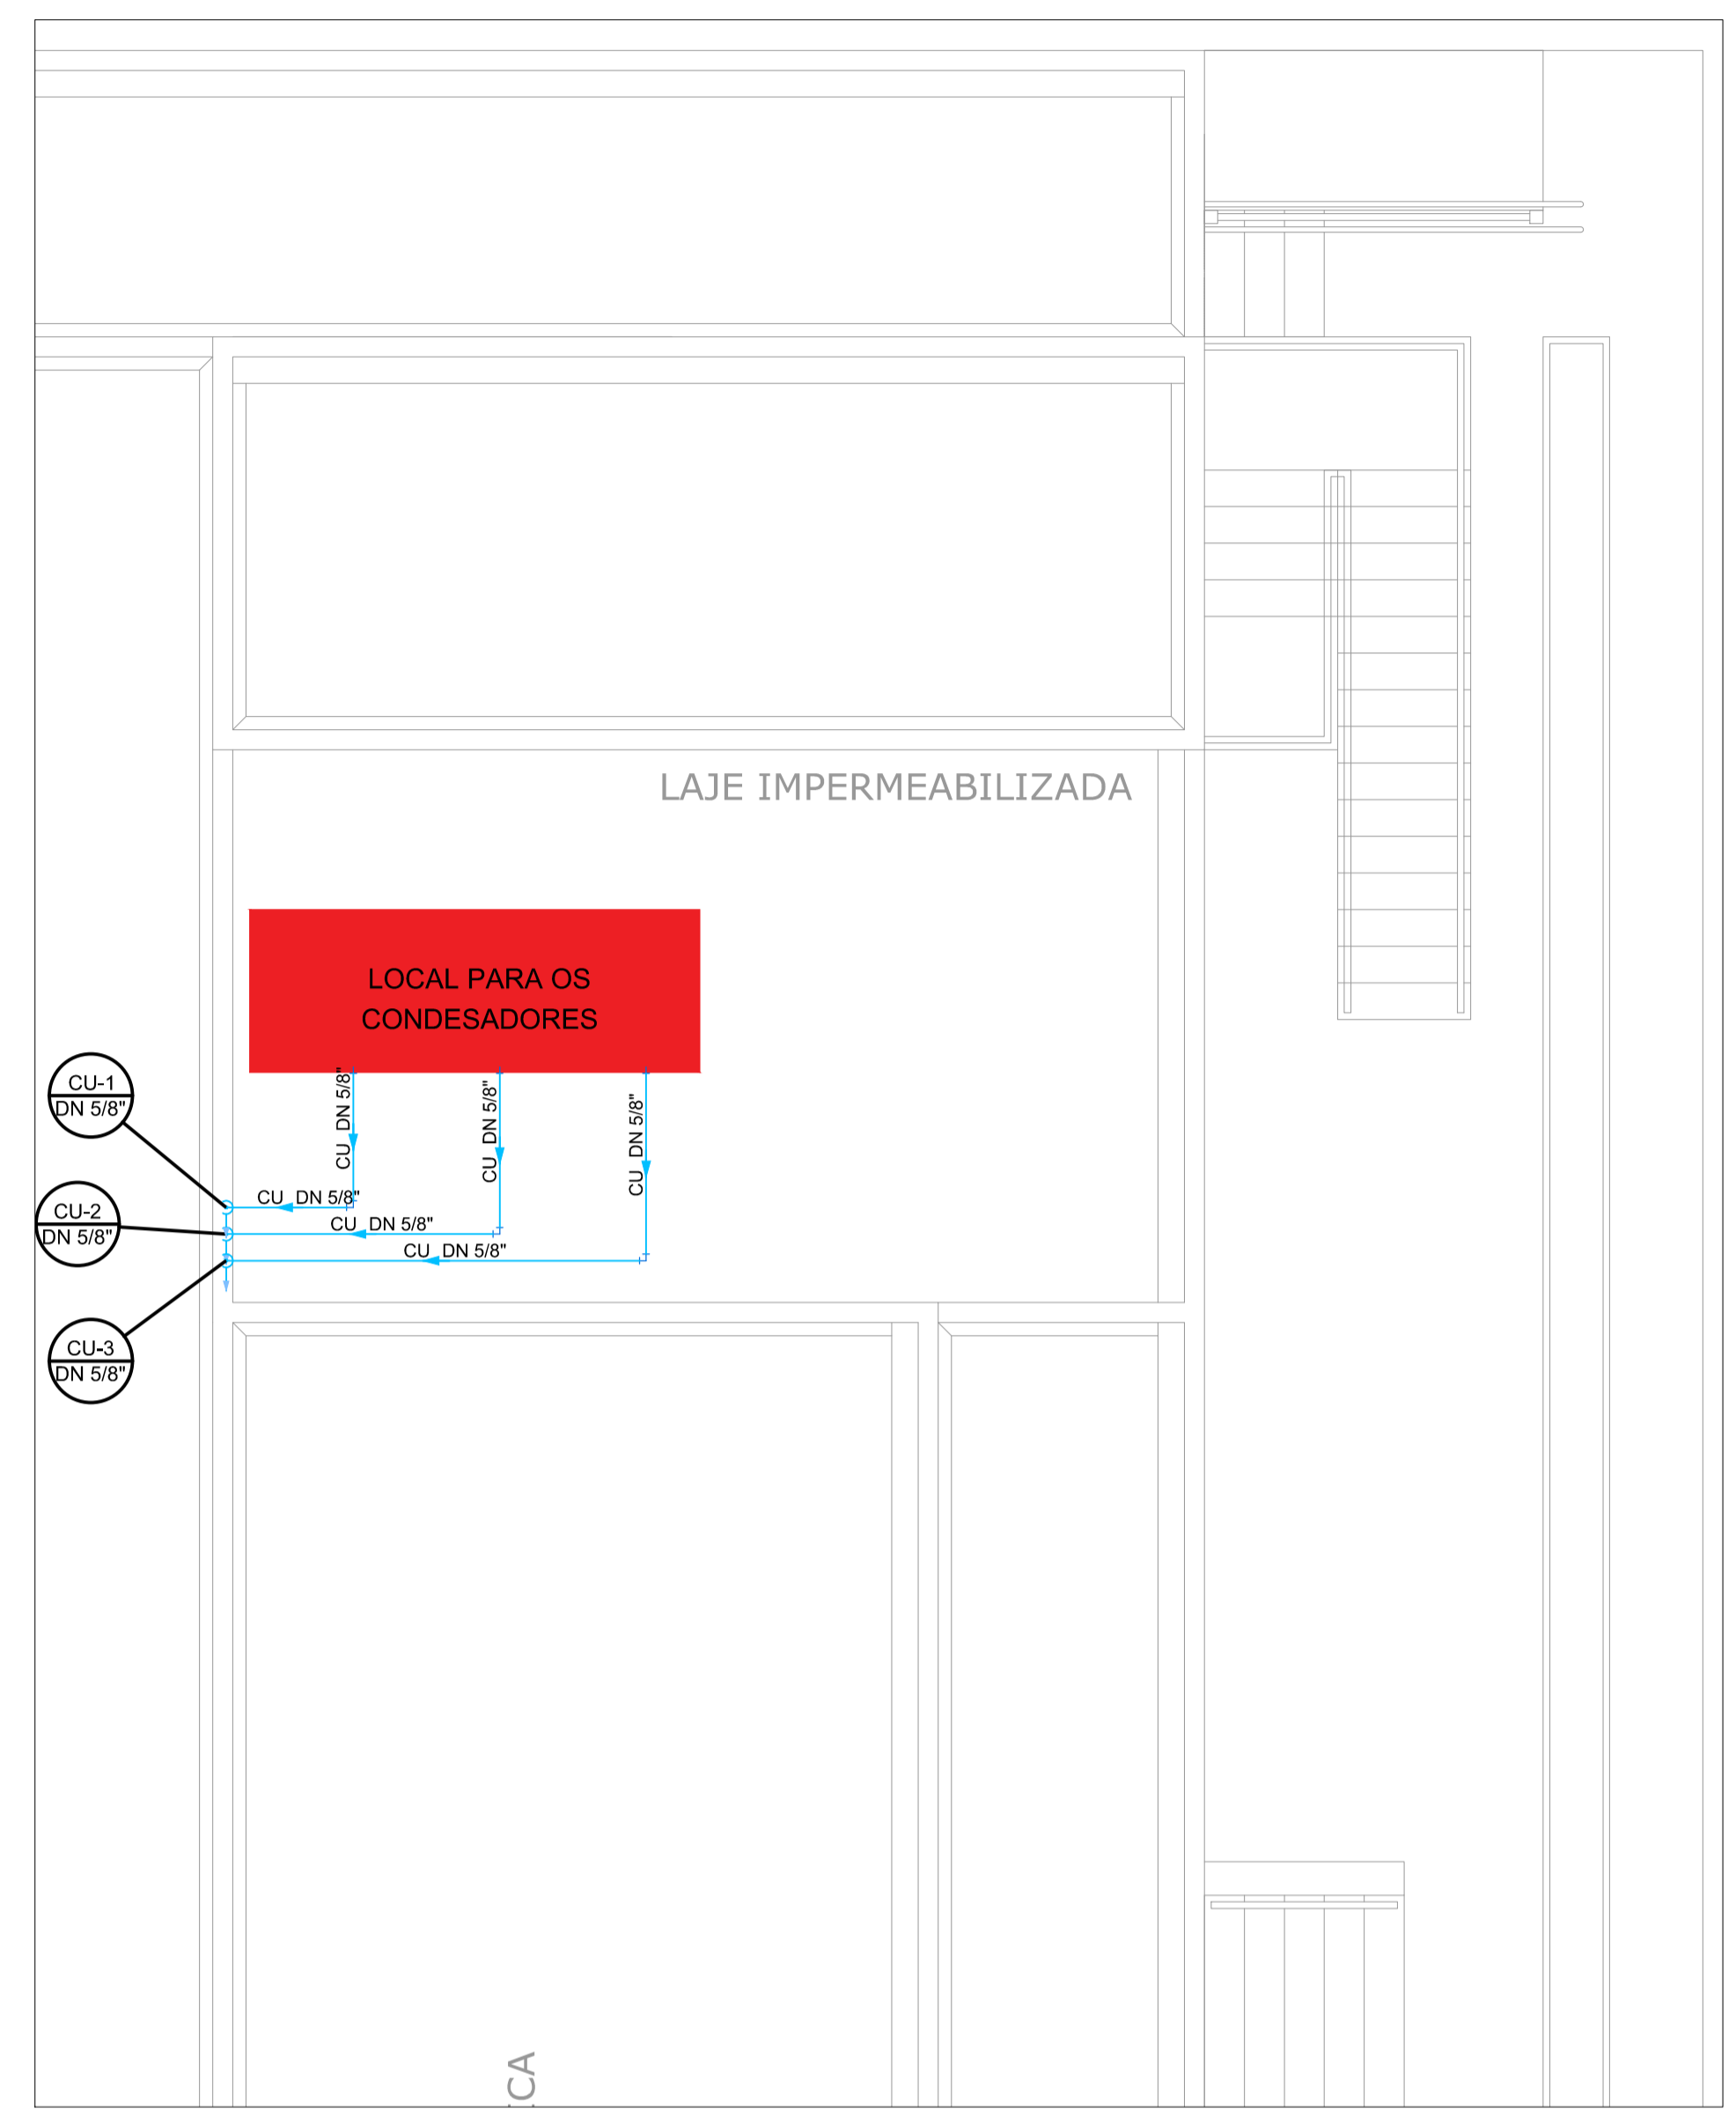 LAJE IMPERMEABILIZADA
LOCAL PARA OS
CONDESADORES
CU-1
DN 5/8"
CU-2
DN 5/8"
CU-3
DN 5/8"
CU DN 5/8"
CU DN 5/8"
CU DN 5/8"
CU DN 5/8"
CU DN 5/8"
CU DN 5/8"
CA